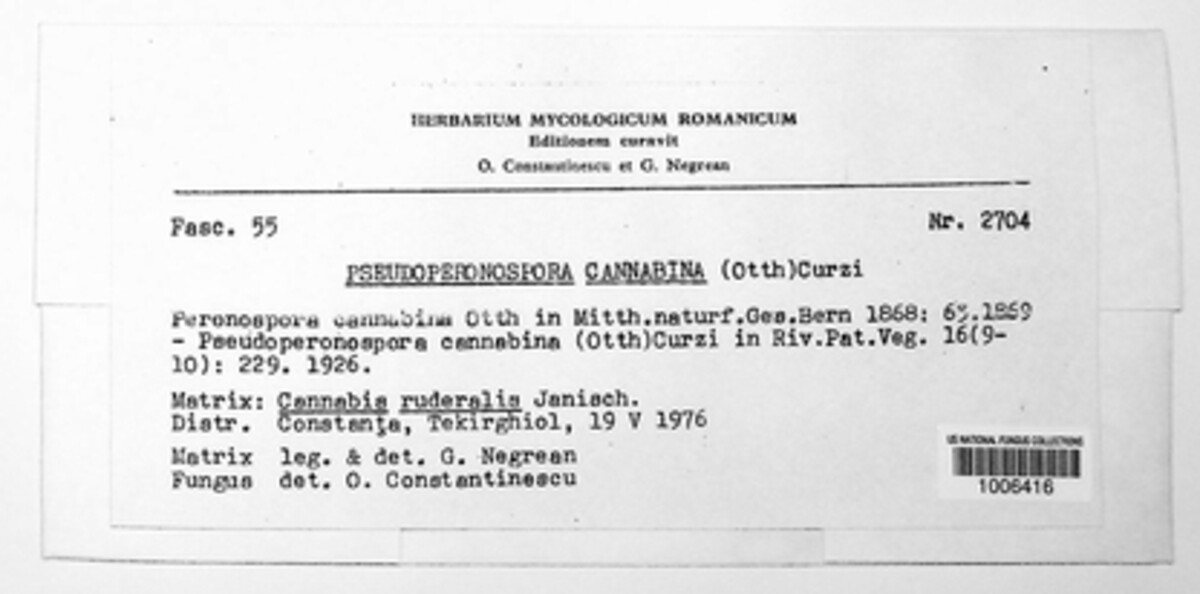 HERBARIUM MYCOLOGICUM ROMANICUM
Editionem curavit
O. Constantinescu et G. Negrean
Fasc. 55
Nr. 2704
PSEUDOPERONOSPORA CANNABINA (Otth)Curzi
Peronospora cannabina Otth in Mitth.naturf.Ges.Bern 1868: 63.1869
- Pseudoperonospora cannabina (Otth)Curzi in Riv.Pat.Veg. 16(9-
10): 229. 1926.
Matrix: Cannabis ruderalis Janisch.
Distr. Constanţa, Tekirghiol, 19 V 1976
Matrix leg. & det. G. Negrean
Fungus det. O. Constantinescu
US NATIONAL FUNGUS COLLECTIONS
1006416